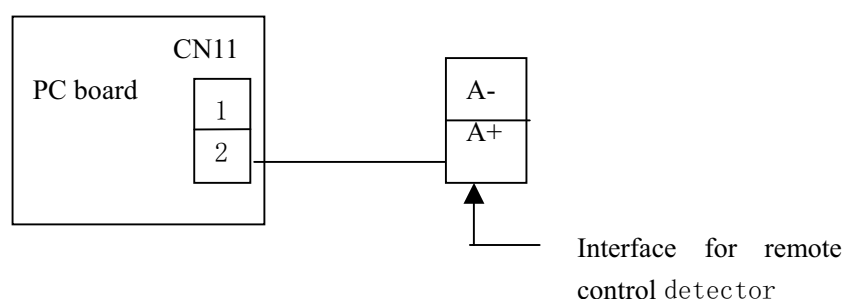 CN11
PC board
1
2
A-
A+
Interface for remote
control detector